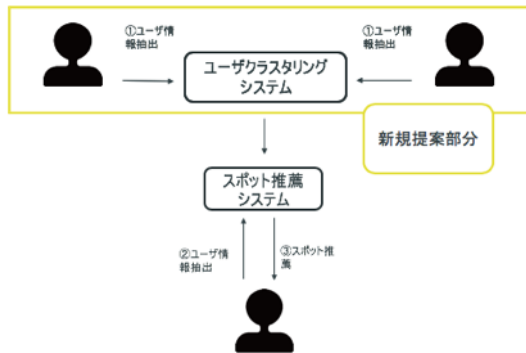 ①ユーザ情
報抽出
①ユーザ情
報抽出
ユーザクラスタリング
システム
新規提案部分
スポット推薦
システム
②ユーザ情
報抽出
③スポット推
薦